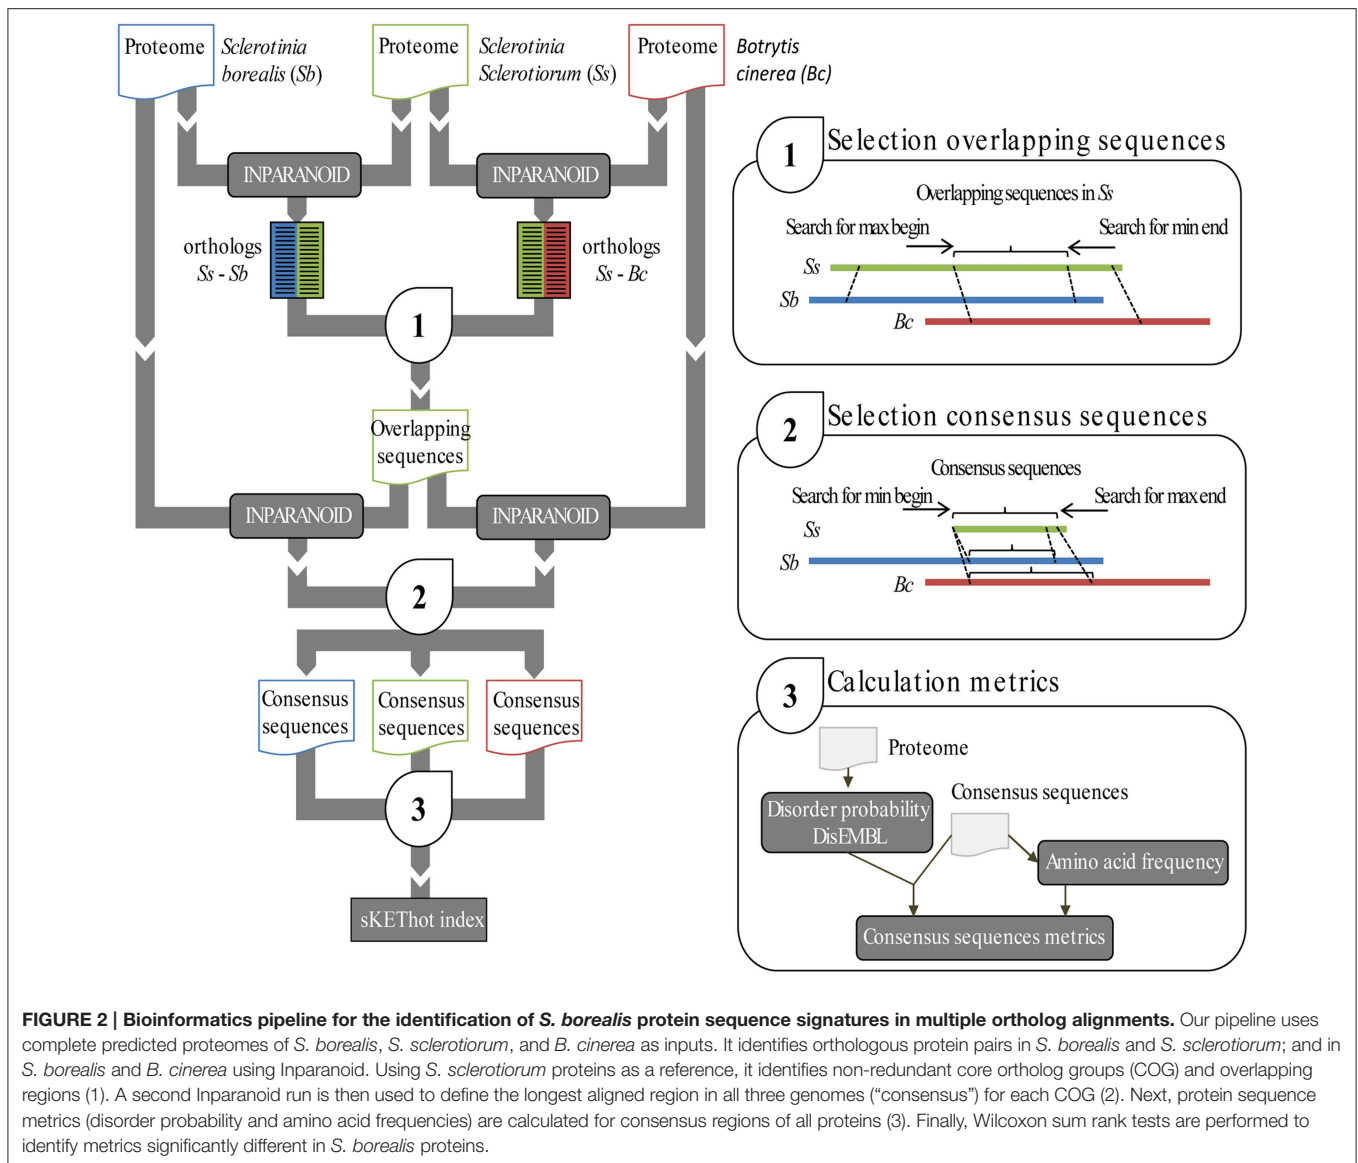 Proteome
Sclerotinia
borealis (Sb)
Proteome
Sclerotinia
Sclerotiorum (Ss)
Proteome
Botrytis
cinerea (Bc)
INPARANOID
INPARANOID
orthologs
Ss - Sb
orthologs
Ss - Bc
1
Overlapping
sequences
INPARANOID
INPARANOID
2
Consensus
sequences
Consensus
sequences
Consensus
sequences
3
sKEThot index
1
Selection overlapping sequences
Overlapping sequences in Ss
Search for max begin
Search for min end
Ss
Sb
Bc
2
Selection consensus sequences
Consensus sequences
Search for min begin
Search for max end
Ss
Sb
Bc
3
Calculation metrics
Proteome
Consensus sequences
Disorder probability
DisEMBL
Amino acid frequency
Consensus sequences metrics
FIGURE 2 | Bioinformatics pipeline for the identification of S. borealis protein sequence signatures in multiple ortholog alignments. Our pipeline uses
complete predicted proteomes of S. borealis, S. sclerotiorum, and B. cinerea as inputs. It identifies orthologous protein pairs in S. borealis and S. sclerotiorum; and in
S. borealis and B. cinerea using Inparanoid. Using S. sclerotiorum proteins as a reference, it identifies non-redundant core ortholog groups (COG) and overlapping
regions (1). A second Inparanoid run is then used to define the longest aligned region in all three genomes (“consensus”) for each COG (2). Next, protein sequence
metrics (disorder probability and amino acid frequencies) are calculated for consensus regions of all proteins (3). Finally, Wilcoxon sum rank tests are performed to
identify metrics significantly different in S. borealis proteins.